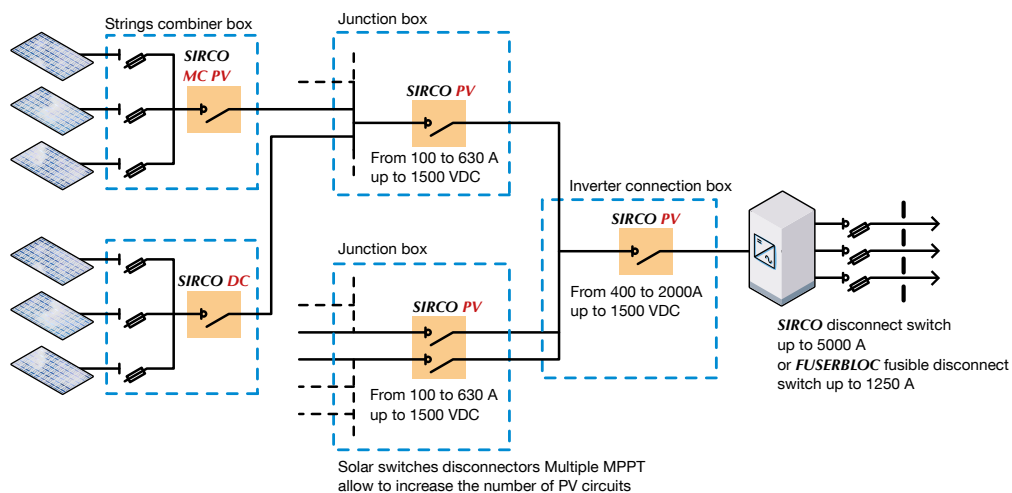 Strings combiner box
SIRCO
MC PV
Junction box
SIRCO PV
From 100 to 630 A
up to 1500 VDC
Inverter connection box
SIRCO PV
From 400 to 2000A
up to 1500 VDC
SIRCO DC
Junction box
SIRCO PV
From 100 to 630 A
up to 1500 VDC
SIRCO disconnect switch
up to 5000 A
or FUSERBLOC fusible disconnect
switch up to 1250 A
Solar switches disconnectors Multiple MPPT
allow to increase the number of PV circuits